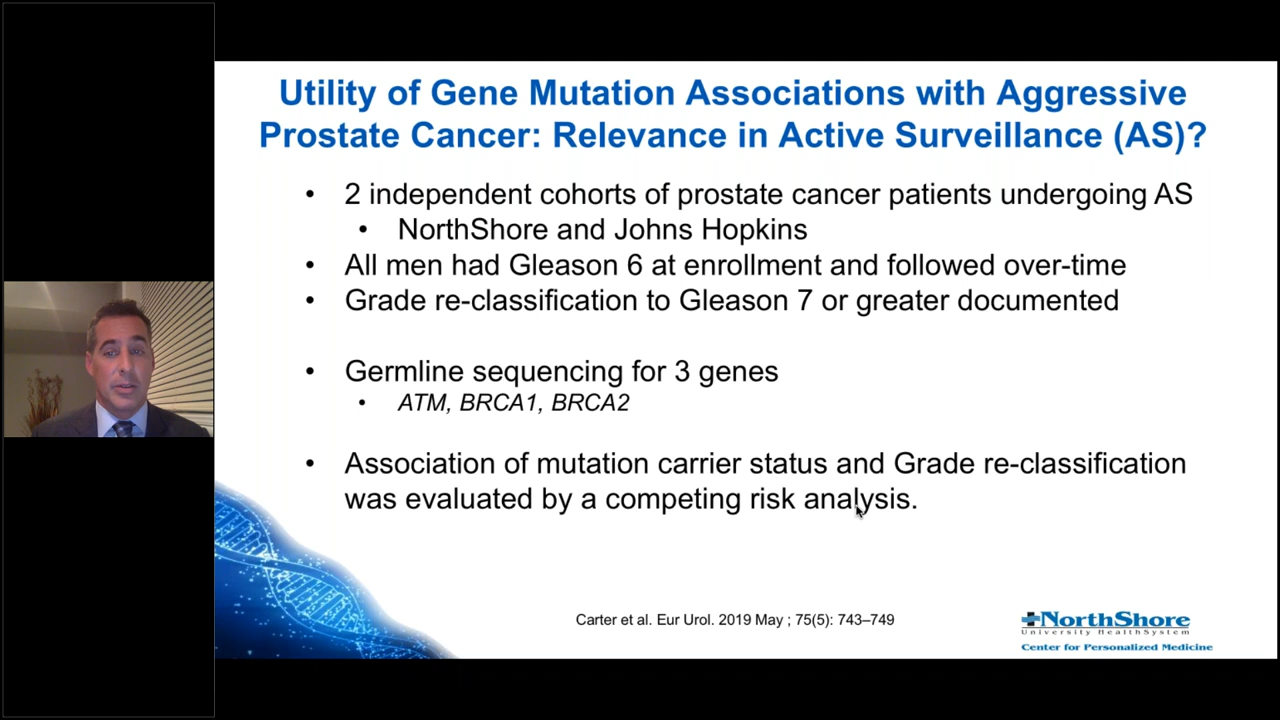 Utility of Gene Mutation Associations with Aggressive
Prostate Cancer: Relevance in Active Surveillance (AS)?
• 2 independent cohorts of prostate cancer patients undergoing AS
• NorthShore and Johns Hopkins
• All men had Gleason 6 at enrollment and followed over-time
• Grade re-classification to Gleason 7 or greater documented
• Germline sequencing for 3 genes
• ATM, BRCA1, BRCA2
• Association of mutation carrier status and Grade re-classification
was evaluated by a competing risk analysis.
Carter et al. Eur Urol. 2019 May ; 75(5): 743–749
NorthShore
University HealthSystem
Center for Personalized Medicine